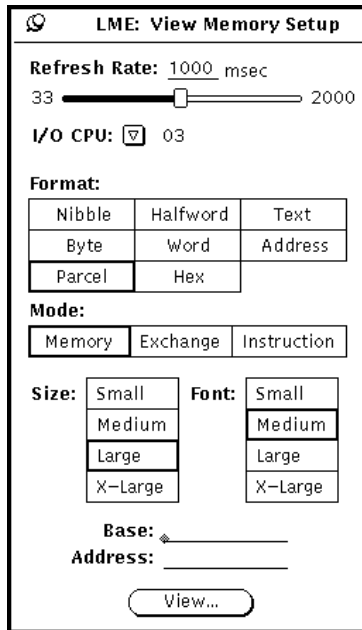 LME: View Memory Setup
Refresh Rate: 1000 msec
33 2000
I/O CPU: 03
Format:
Nibble Halfword Text
Byte Word Address
Parcel Hex
Mode:
Memory Exchange Instruction
Size: Small Font: Small
Medium Medium
Large Large
X-Large X-Large
Base:
Address:
View...